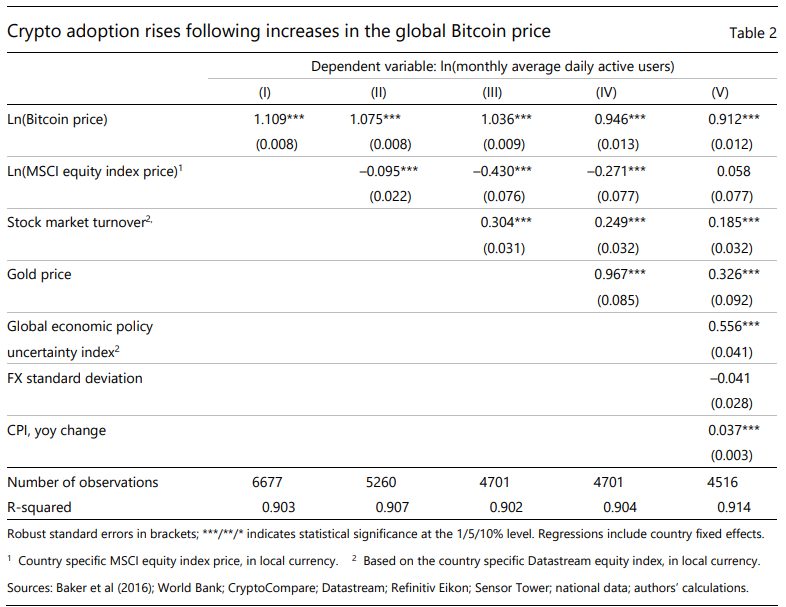 Crypto adoption rises following increases in the global Bitcoin price Table 2
Dependent variable: ln(monthly average daily active users)
(I) (II) (III) (IV) (V)
Ln(Bitcoin price) 1.109*** 1.075*** 1.036*** 0.946*** 0.912***
(0.008) (0.008) (0.009) (0.013) (0.012)
Ln(MSCI equity index price)¹ –0.095*** –0.430*** –0.271*** 0.058
(0.022) (0.076) (0.077) (0.077)
Stock market turnover², 0.304*** 0.249*** 0.185***
(0.031) (0.032) (0.032)
Gold price 0.967*** 0.326***
(0.085) (0.092)
Global economic policy 0.556***
uncertainty index² (0.041)
FX standard deviation –0.041
(0.028)
CPI, yoy change 0.037***
(0.003)
Number of observations 6677 5260 4701 4701 4516
R-squared 0.903 0.907 0.902 0.904 0.914
Robust standard errors in brackets; ***/**/* indicates statistical significance at the 1/5/10% level. Regressions include country fixed effects.
¹ Country specific MSCI equity index price, in local currency. ² Based on the country specific Datastream equity index, in local currency.
Sources: Baker et al (2016); World Bank; CryptoCompare; Datastream; Refinitiv Eikon; Sensor Tower; national data; authors’ calculations.